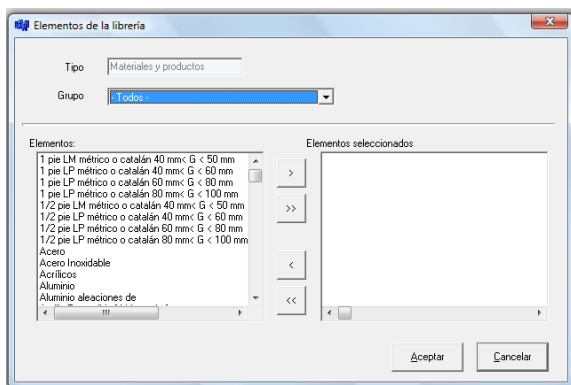 Elementos de la librería
Tipo Materiales y productos
Grupo - Todos -
Elementos: Elementos seleccionados
1 pie LM métrico o catalán 40 mm< G < 50 mm
1 pie LP métrico o catalán 40 mm< G < 60 mm
1 pie LP métrico o catalán 60 mm< G < 80 mm
1 pie LP métrico o catalán 80 mm< G < 100 mm
1/2 pie LM métrico o catalán 40 mm< G < 50 mm
1/2 pie LP métrico o catalán 40 mm< G < 60 mm
1/2 pie LP métrico o catalán 60 mm< G < 80 mm
1/2 pie LP métrico o catalán 80 mm< G < 100 mm
Acero
Acero Inoxidable
Acrílicos
Aluminio
Aluminio aleaciones de
>
>>
<
<<
Aceptar Cancelar